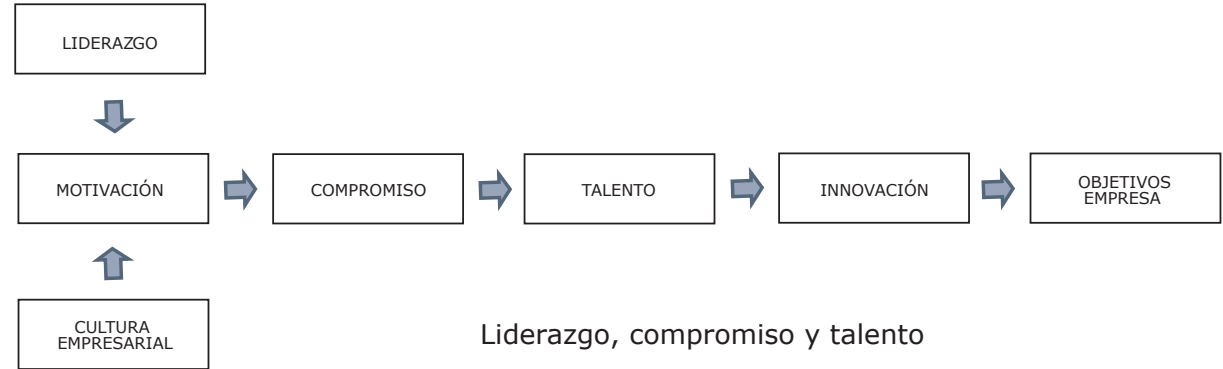 LIDERAZGO
MOTIVACIÓN
COMPROMISO
TALENTO
INNOVACIÓN
OBJETIVOS
EMPRESA
CULTURA
EMPRESARIAL
Liderazgo, compromiso y talento